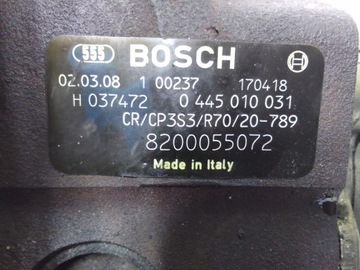 555 BOSCH
02.03.08 1 00237 170418
H 037472 0 445 010 031
CR/CP3S3/R70/20-789
8200055072
Made in Italy